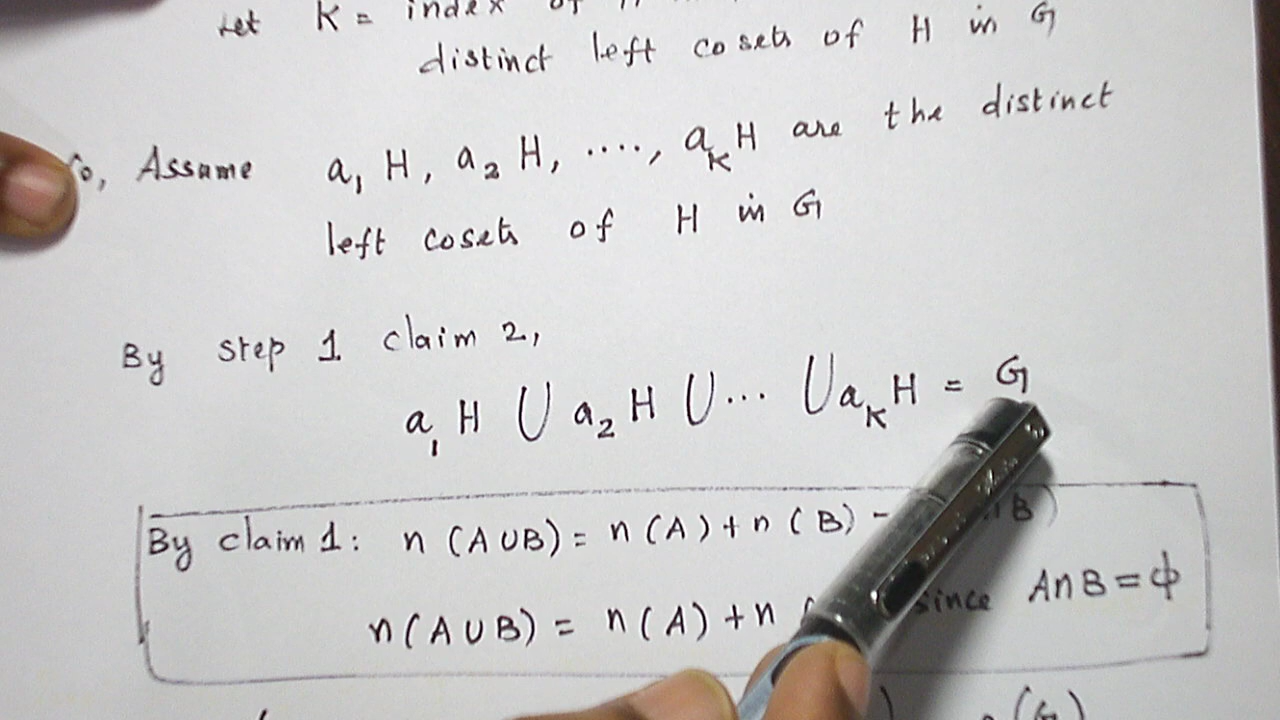 Let K = index of H
distinct left cosets of H in G
So, Assume a₁ H, a₂ H, ...., aₖ H are the distinct
left cosets of H in G
By step 1 claim 2,
a₁ H ⋃ a₂ H ⋃ ... ⋃ aₖ H = G
By claim 1: n (A∪B) = n (A) + n (B) - B)
n (A∪B) = n (A) + n since A∩B = ϕ
(G)